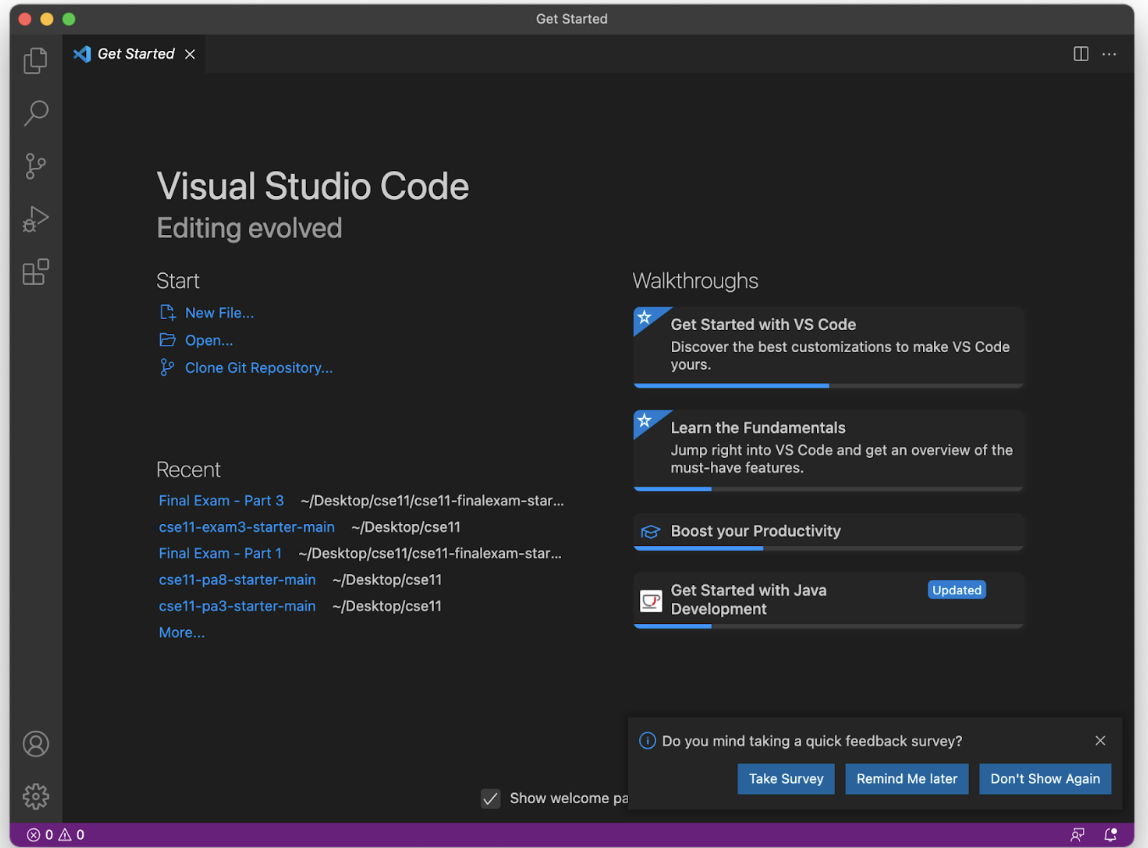 Get Started
Get Started
Visual Studio Code
Editing evolved
Start
New File...
Open...
Clone Git Repository...
Recent
Final Exam - Part 3 ~/Desktop/cse11/cse11-finalexam-star...
cse11-exam3-starter-main ~/Desktop/cse11
Final Exam - Part 1 ~/Desktop/cse11/cse11-finalexam-star...
cse11-pa8-starter-main ~/Desktop/cse11
cse11-pa3-starter-main ~/Desktop/cse11
More...
Walkthroughs
Get Started with VS Code
Discover the best customizations to make VS Code
yours.
Learn the Fundamentals
Jump right into VS Code and get an overview of the
must-have features.
Boost your Productivity
Get Started with Java
Development
Updated
Do you mind taking a quick feedback survey?
Take Survey Remind Me later Don't Show Again
Show welcome pa
0 0